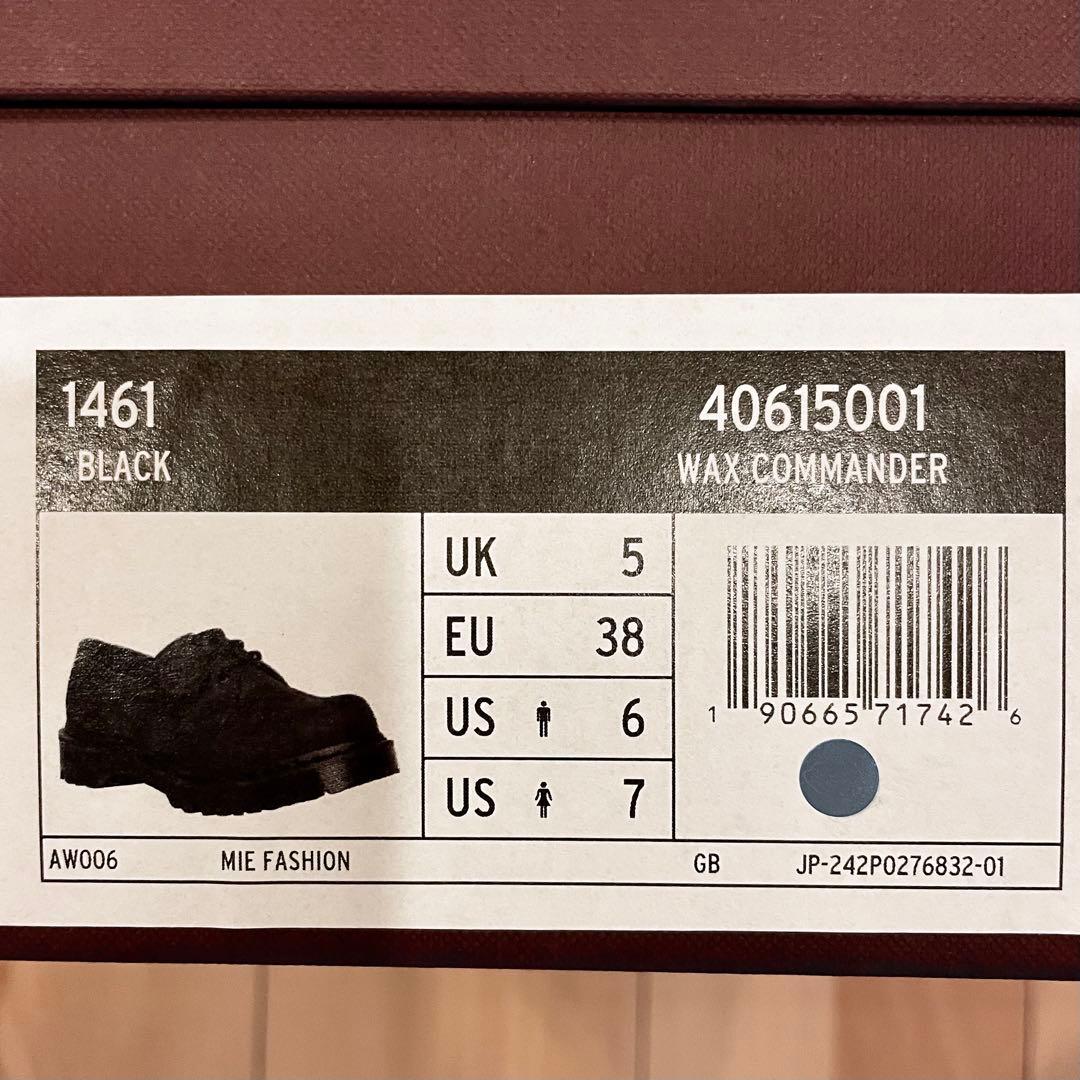 1461
40615001
BLACK
WAX COMMANDER
UK 5
EU 38
US 6
US 7
1 90665 71742 6
AW006 MIE FASHION GB JP-242P0276832-01